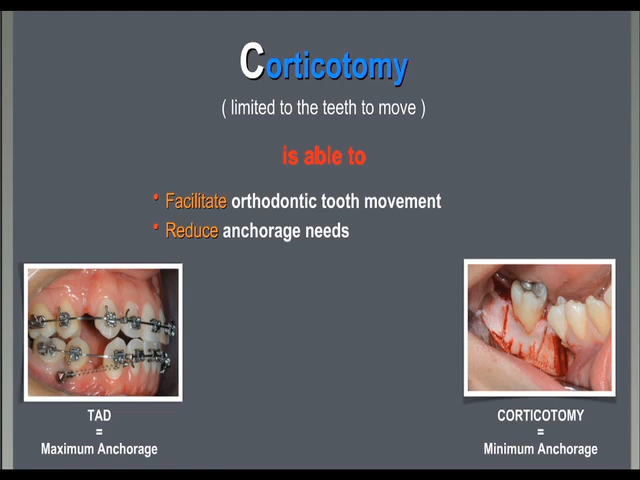 Corticotomy
( limited to the teeth to move )
is able to
• Facilitate orthodontic tooth movement
• Reduce anchorage needs
TAD
=
Maximum Anchorage
CORTICOTOMY
=
Minimum Anchorage